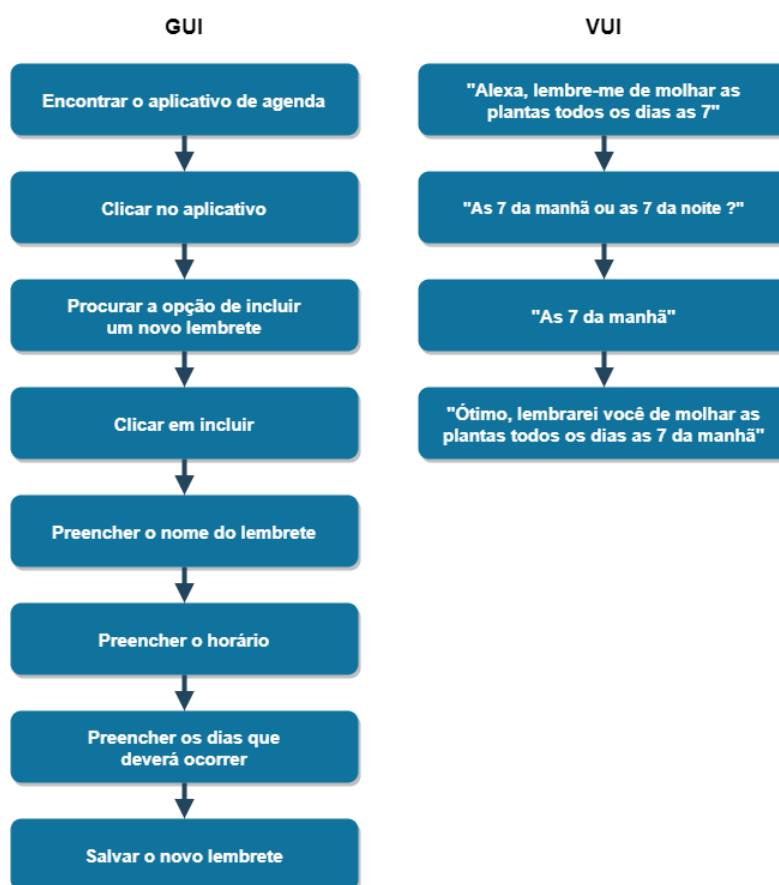 GUI
Encontrar o aplicativo de agenda
Clicar no aplicativo
Procurar a opção de incluir
um novo lembrete
Clicar em incluir
Preencher o nome do lembrete
Preencher o horário
Preencher os dias que
deverá ocorrer
Salvar o novo lembrete
VUI
"Alexa, lembre-me de molhar as
plantas todos os dias as 7"
"As 7 da manhã ou as 7 da noite ?"
"As 7 da manhã"
"Ótimo, lembrarei você de molhar as
plantas todos os dias as 7 da manhã"